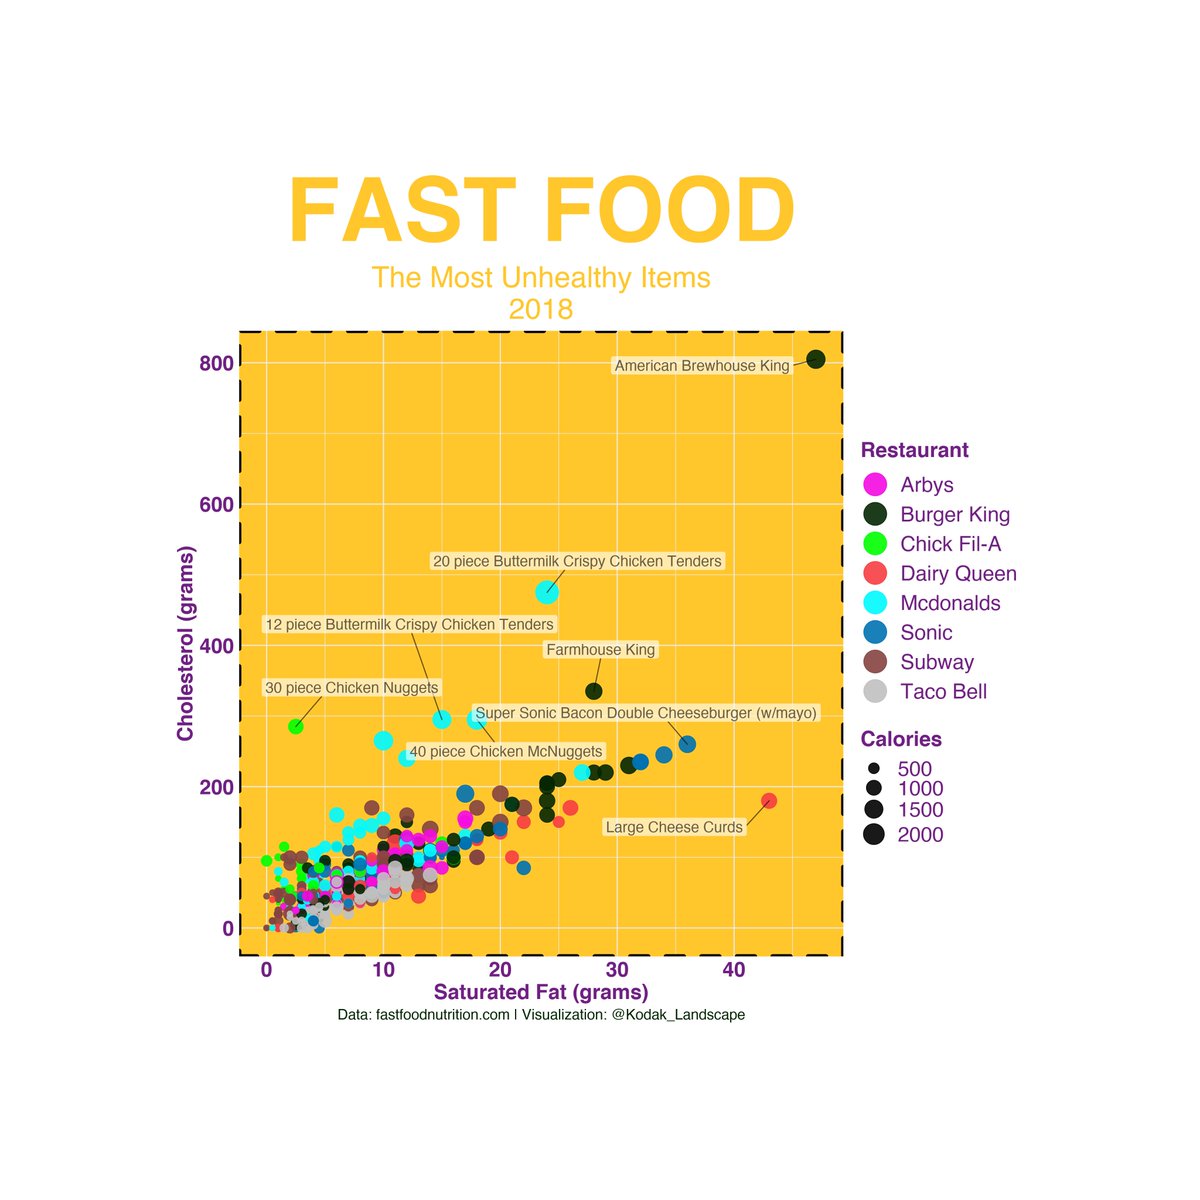 FAST FOOD
The Most Unhealthy Items
2018
800
600
400
200
0
Cholesterol (grams)
American Brewhouse King
20 piece Buttermilk Crispy Chicken Tenders
12 piece Buttermilk Crispy Chicken Tenders
Farmhouse King
30 piece Chicken Nuggets
Super Sonic Bacon Double Cheeseburger (w/mayo)
40 piece Chicken McNuggets
Large Cheese Curds
0 10 20 30 40
Saturated Fat (grams)
Data: fastfoodnutrition.com | Visualization: @Kodak_Landscape
Restaurant
Arbys
Burger King
Chick Fil-A
Dairy Queen
Mcdonalds
Sonic
Subway
Taco Bell
Calories
500
1000
1500
2000